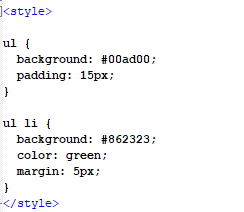 <style>
ul {
  background: #00ad00;
  padding: 15px;
}
ul li {
  background: #862323;
  color: green;
  margin: 5px;
}
</style>